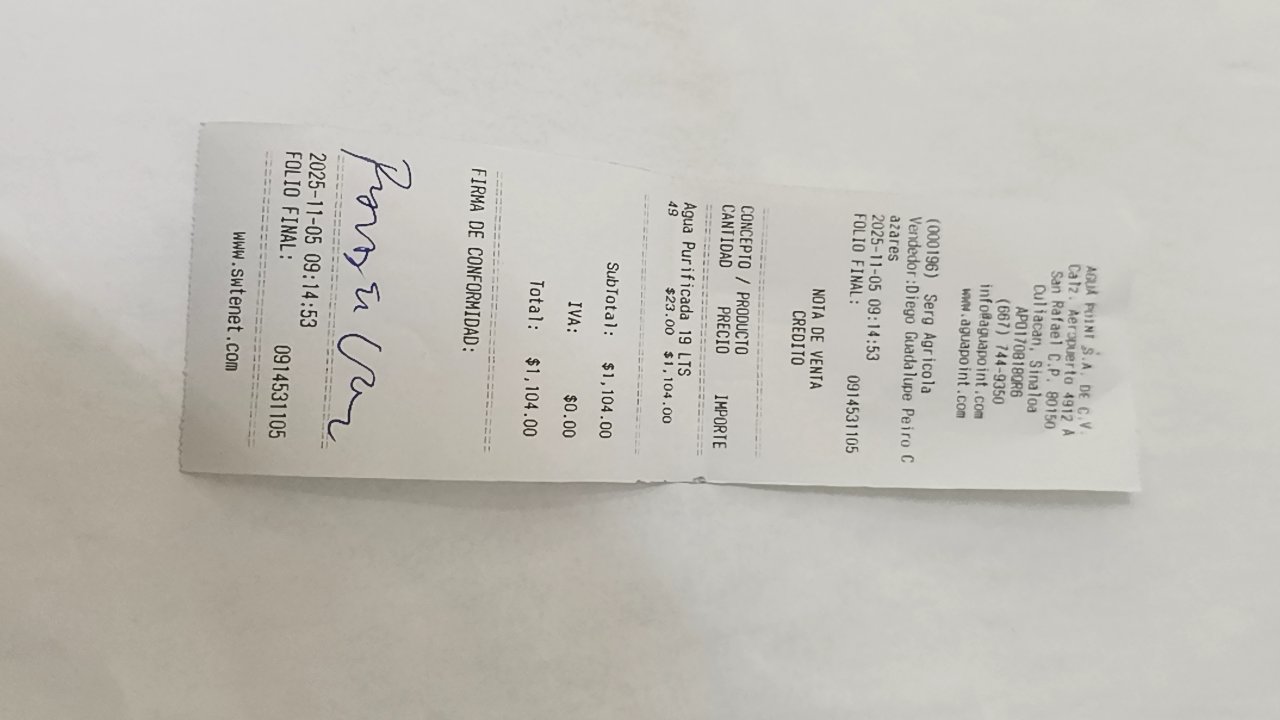 AGUA POINT S.A. DE C.V.
Calz. Aeropuerto 4912 A
San Rafael C.P. 80150
Culiacan, Sinaloa
APO170818DR6
(667) 744-9350
info@aguapoint.com
www.aguapoint.com
(000196) Serg Agricola
Vendedor:Diego Guadalupe Peiro C
azares
2025-11-05 09:14:53
FOLIO FINAL: 0914531105
NOTA DE VENTA
CREDITO
CONCEPTO / PRODUCTO
CANTIDAD PRECIO IMPORTE
Agua Purificada 19 LTS
49 $23.00 $1,104.00
SubTotal: $1,104.00
IVA: $0.00
Total: $1,104.00
FIRMA DE CONFORMIDAD:
2025-11-05 09:14:53
FOLIO FINAL: 0914531105
www.swtenet.com